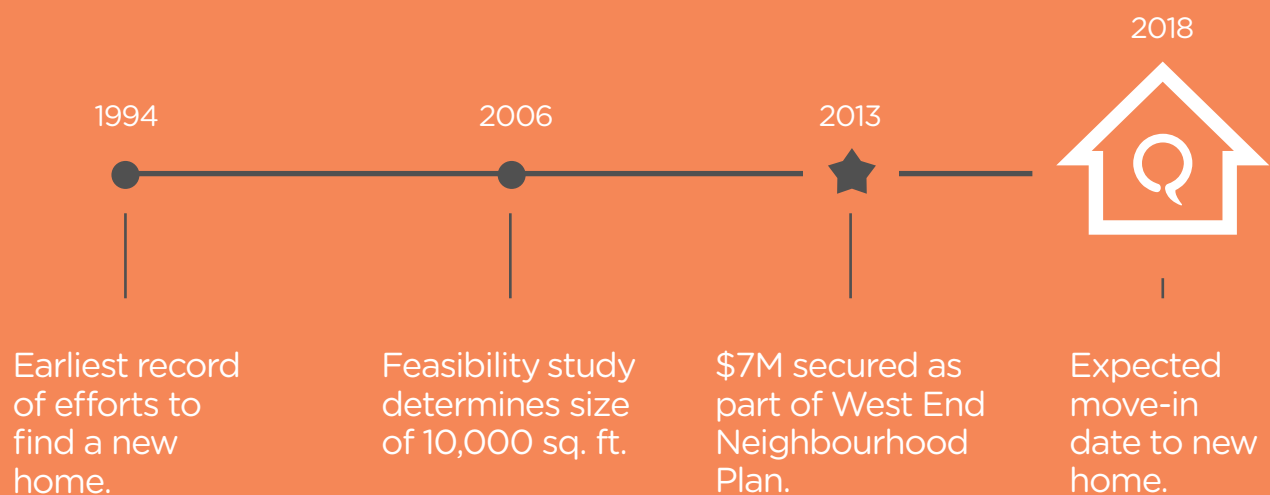 2018
1994
2006
2013
Earliest record
of efforts to
find a new
home.
Feasibility study
determines size
of 10,000 sq. ft.
$7M secured as
part of West End
Neighbourhood
Plan.
Expected
move-in
date to new
home.